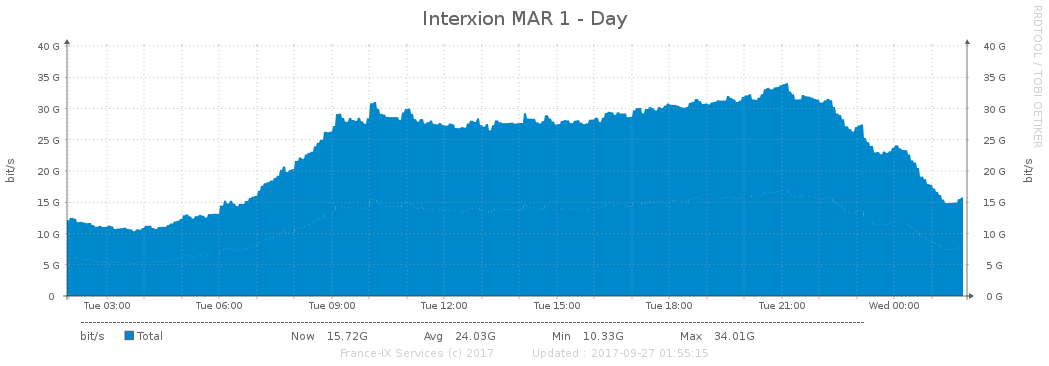 Interxion MAR 1 - Day
RRDTOOL / TOBI OETIKER
40 G 40 G
35 G 35 G
30 G 30 G
25 G 25 G
20 G 20 G
15 G 15 G
10 G 10 G
5 G 5 G
0 0 G
bit/s bit/s
Tue 03:00 Tue 06:00 Tue 09:00 Tue 12:00 Tue 15:00 Tue 18:00 Tue 21:00 Wed 00:00
bit/s Total Now 15.72G Avg 24.03G Min 10.33G Max 34.01G
France-IX Services (c) 2017 Updated : 2017-09-27 01:55:15